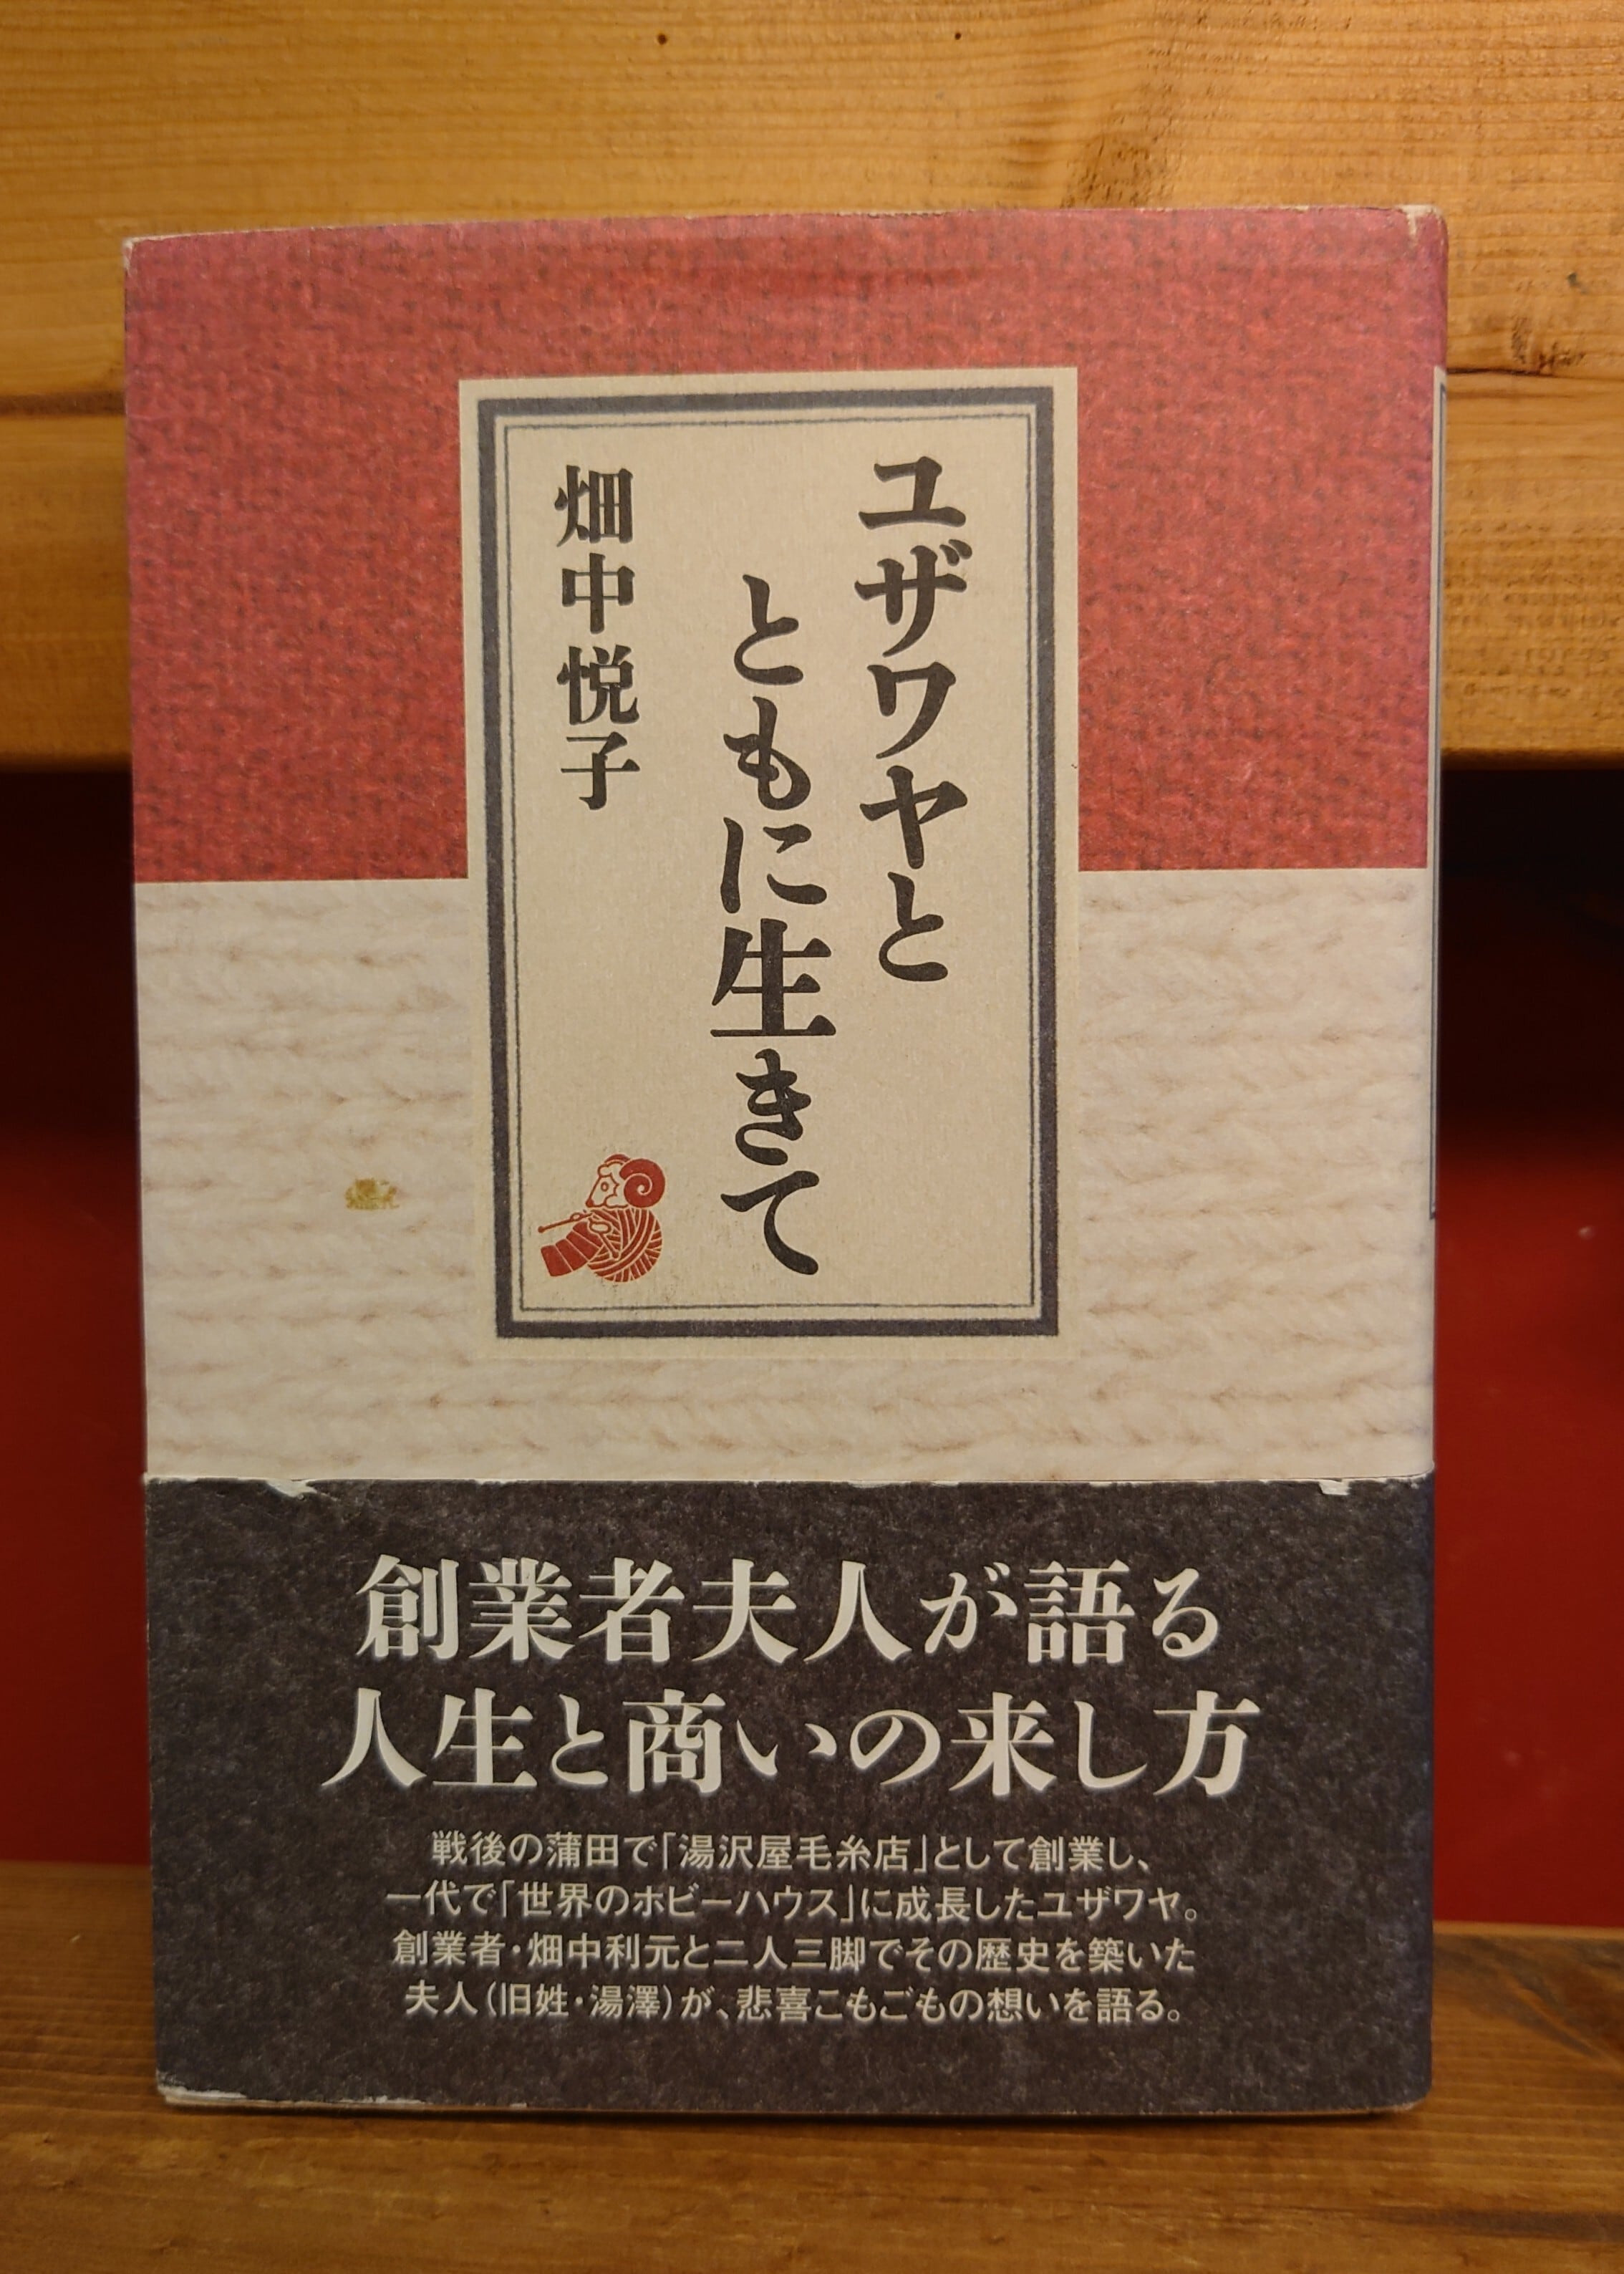 ユザワヤと
ともに生きて
畑中悦子
創業者夫人が語る
人生と商いの来し方
戦後の蒲田で「湯沢屋毛糸店」として創業し、
一代で「世界のホビーハウス」に成長したユザワヤ。
創業者・畑中利元と二人三脚でその歴史を築いた
夫人(旧姓・湯澤)が、悲喜こもごもの想いを語る。